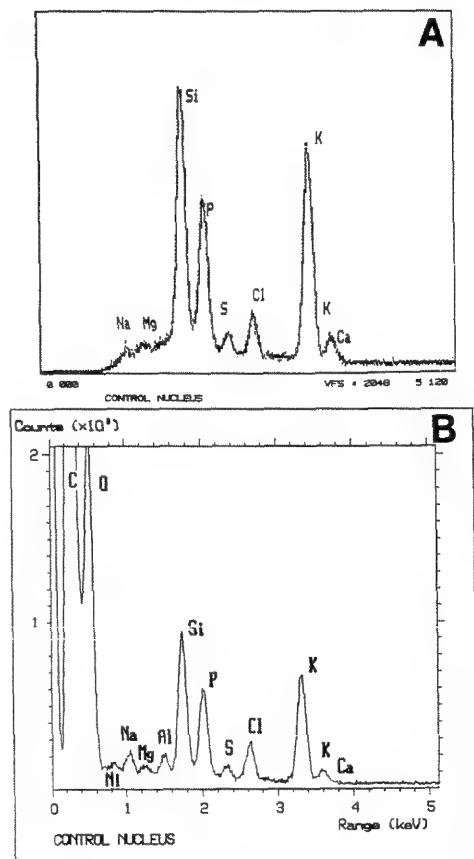 A
Si
K
P
S
Cl
K
Na
Mg
Ca
0.000
VFS = 2048
5.120
CONTROL NUCLEUS
B
Counts (×10³)
2
C
O
1
Si
P
K
Cl
Na
Al
Mg
S
K
Ca
Ni
0
1
2
3
4
5
Range (keV)
CONTROL NUCLEUS